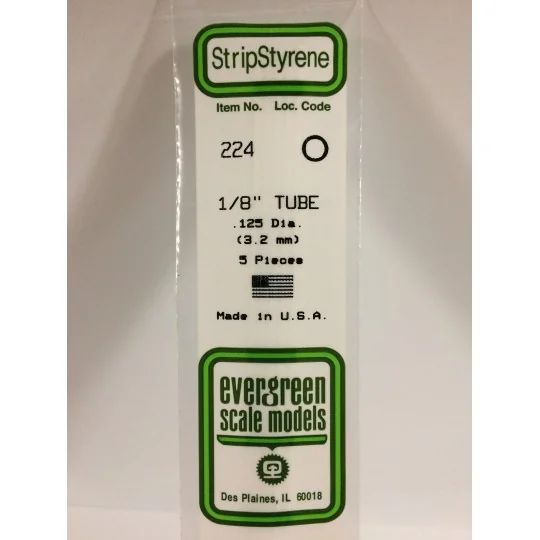 StripStyrene
Item No. Loc. Code
224 O
1/8" TUBE
.125 Dia.
(3.2 mm)
5 Pieces
Made in U.S.A.
evergreen
scale models
Des Plaines, IL 60018